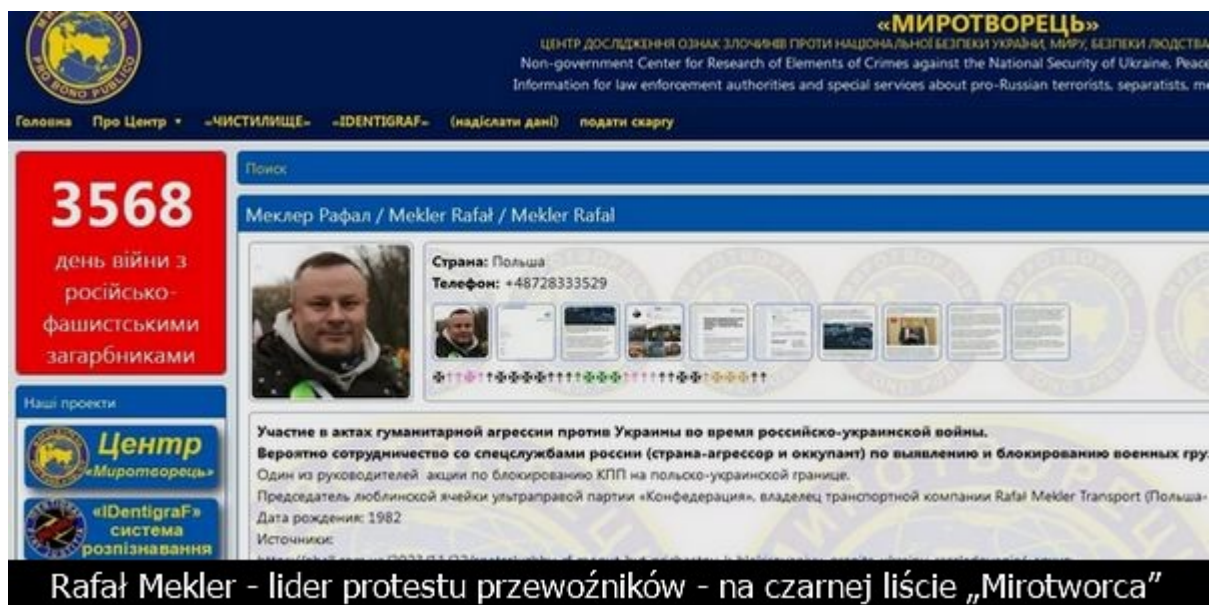 «МИРОТВОРЕЦЬ»
ЦЕНТР ДОСЛІДЖЕННЯ ОЗНАК ЗЛОЧИНІВ ПРОТИ НАЦІОНАЛЬНОЇ БЕЗПЕКИ УКРАЇНИ, МИРУ, БЕЗПЕКИ ЛЮДСТВА
Non-government Center for Research of Elements of Crimes against the National Security of Ukraine, Peace
Information for law enforcement authorities and special services about pro-Russian terrorists, separatists, me
PRO BONO PUBLICO
Головна Про Центр «ЧИСТИЛИЩЕ» «IDENTIGRAF» (надіслати дані) подати скаргу
3568
день війни з
російсько-
фашистськими
загарбниками
Наші проекти
Центр
«Миротворець»
«IDentigraF»
система
розпізнавання
Поиск
Меклер Рафал / Mekler Rafał / Mekler Rafal
Страна: Польша
Телефон: +48728333529
Участие в актах гуманитарной агрессии против Украины во время российско-украинской войны.
Вероятно сотрудничество со спецслужбами россии (страна-агрессор и оккупант) по выявлению и блокированию военных гру
Один из руководителей акции по блокированию КПП на польско-украинской границе.
Председатель люблинской ячейки ультраправой партии «Конфедерация», владелец транспортной компании Rafał Mekler Transport (Польша-
Дата рождения: 1982
Источники:
Rafał Mekler - lider protestu przewoźników - na czarnej liście „Mirotworca”